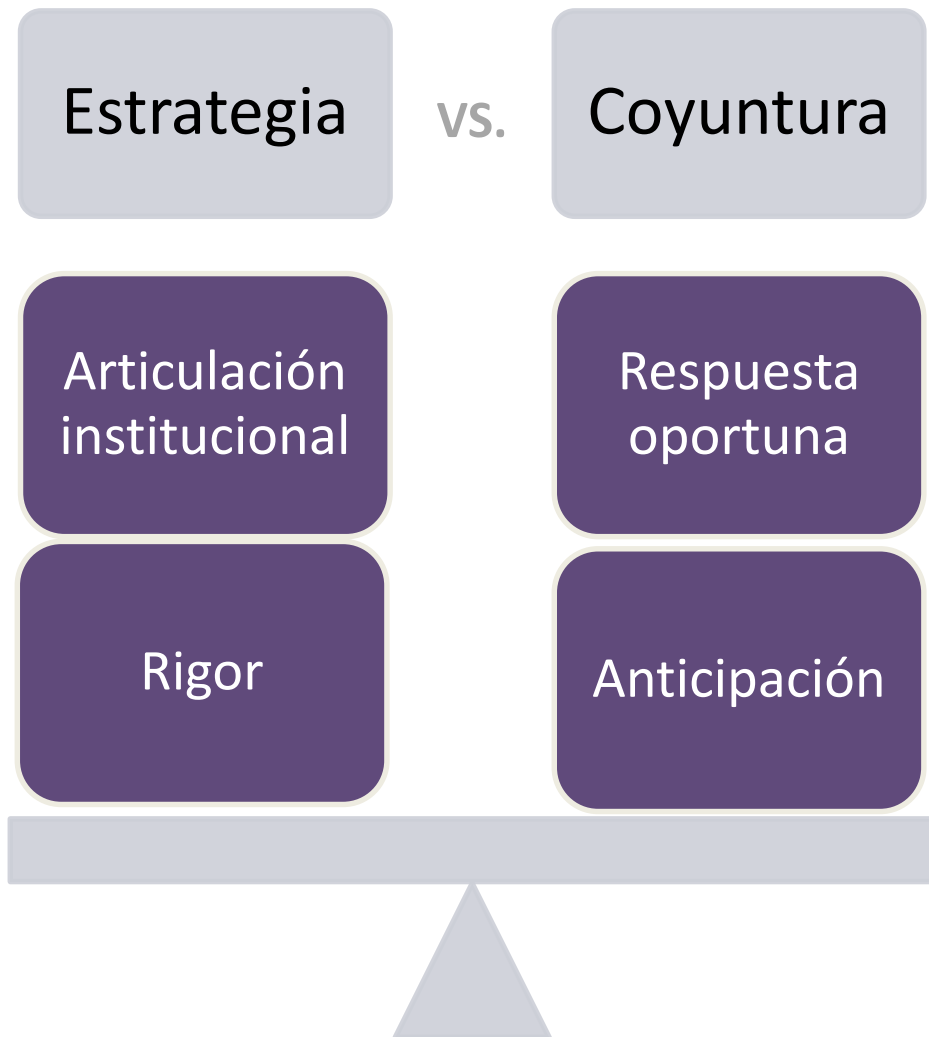 Estrategia
vs.
Coyuntura
Articulación
institucional
Respuesta
oportuna
Rigor
Anticipación